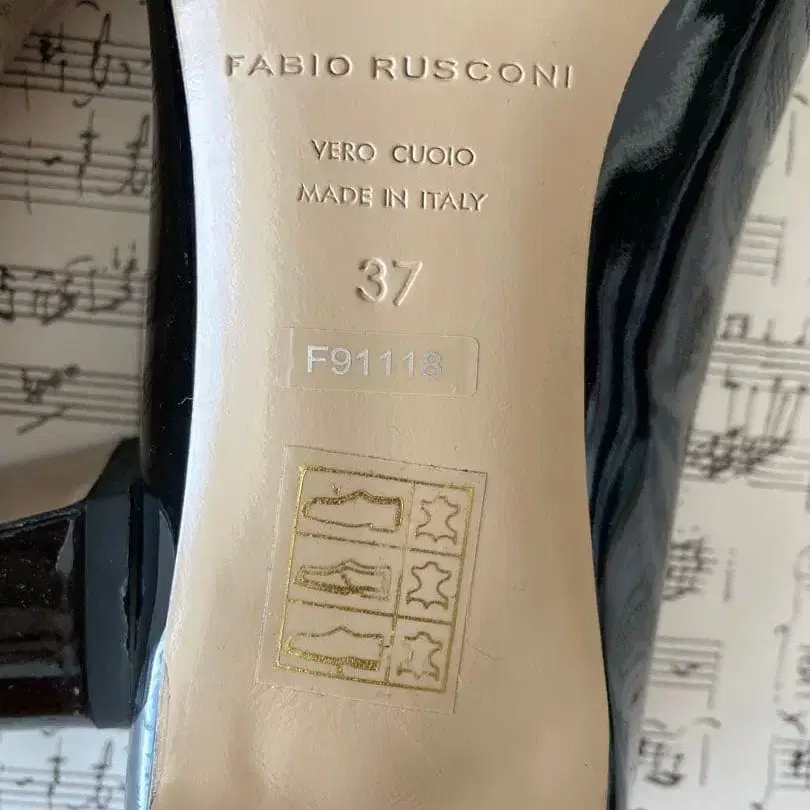 FABIO RUSCONI
VERO CUOIO
MADE IN ITALY
37
F91118